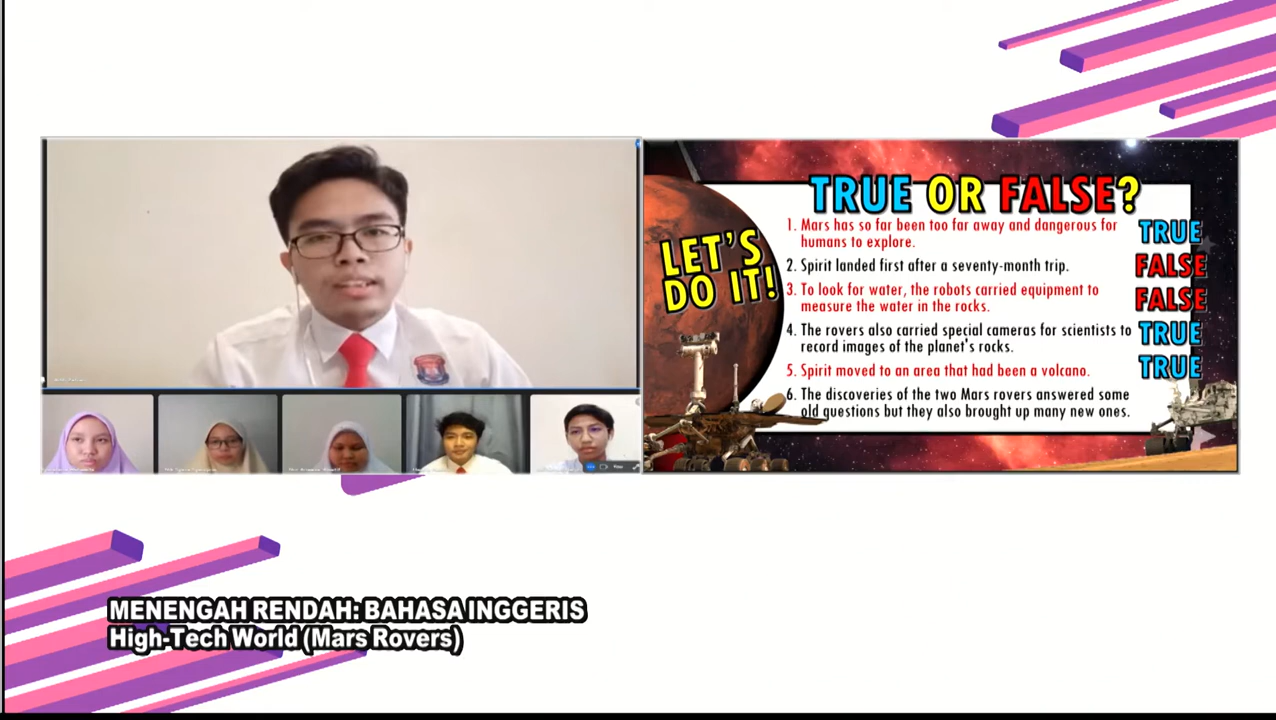 TRUE OR FALSE?
LET'S
DO IT!
1. Mars has so far been too far away and dangerous for
humans to explore.
TRUE
2. Spirit landed first after a seventy-month trip.
FALSE
3. To look for water, the robots carried equipment to
measure the water in the rocks.
FALSE
4. The rovers also carried special cameras for scientists to
record images of the planet's rocks.
TRUE
5. Spirit moved to an area that had been a volcano.
TRUE
6. The discoveries of the two Mars rovers answered some
old questions but they also brought up many new ones.
MENENGAH RENDAH: BAHASA INGGERIS
High-Tech World (Mars Rovers)